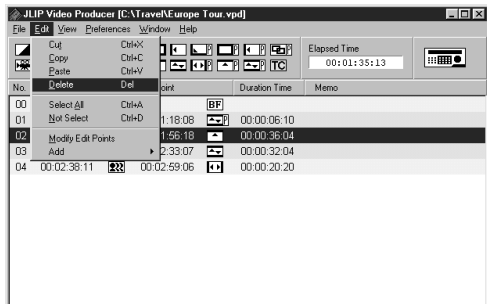 JLIP Video Producer [C:\Travel\Europe Tour.vpd]
File Edit View Preferences Window Help
Cut Ctrl+X
Copy Ctrl+C
Paste Ctrl+V
Delete Del
Select All Ctrl+A
Not Select Ctrl+D
Modify Edit Points
Add
P P P
P P P TC
Elapsed Time
00:01:35:13
No. oint Duration Time Memo
00 BF
01 1:18:08 P 00:00:06:10
02 1:56:18 00:00:36:04
03 2:33:07 00:00:32:04
04 00:02:38:11 00:02:59:06 00:00:20:20